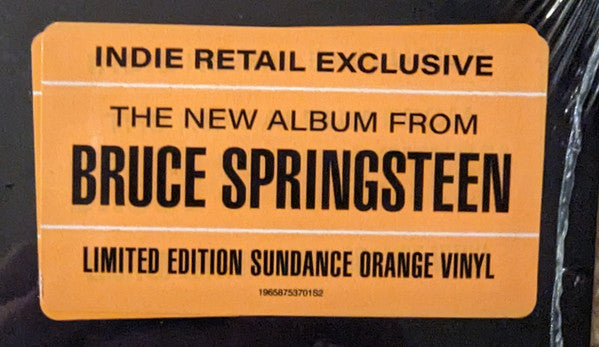 INDIE RETAIL EXCLUSIVE
THE NEW ALBUM FROM
BRUCE SPRINGSTEEN
LIMITED EDITION SUNDANCE ORANGE VINYL
19658753701S2